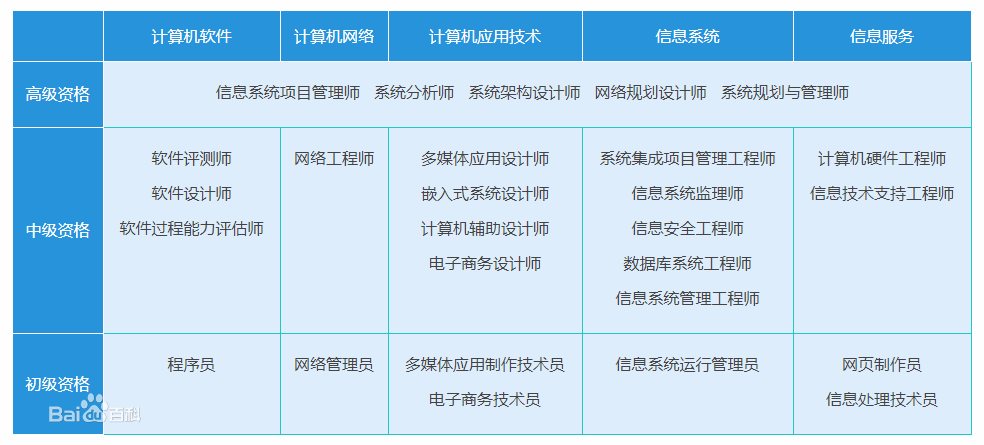 计算机软件 计算机网络 计算机应用技术 信息系统 信息服务
高级资格 信息系统项目管理师 系统分析师 系统架构设计师 网络规划设计师 系统规划与管理师
中级资格
软件评测师
软件设计师
软件过程能力评估师
网络工程师
多媒体应用设计师
嵌入式系统设计师
计算机辅助设计师
电子商务设计师
系统集成项目管理工程师
信息系统监理师
信息安全工程师
数据库系统工程师
信息系统管理工程师
计算机硬件工程师
信息技术支持工程师
初级资格
程序员
网络管理员
多媒体应用制作技术员
电子商务技术员
信息系统运行管理员
网页制作员
信息处理技术员
Baidu百科